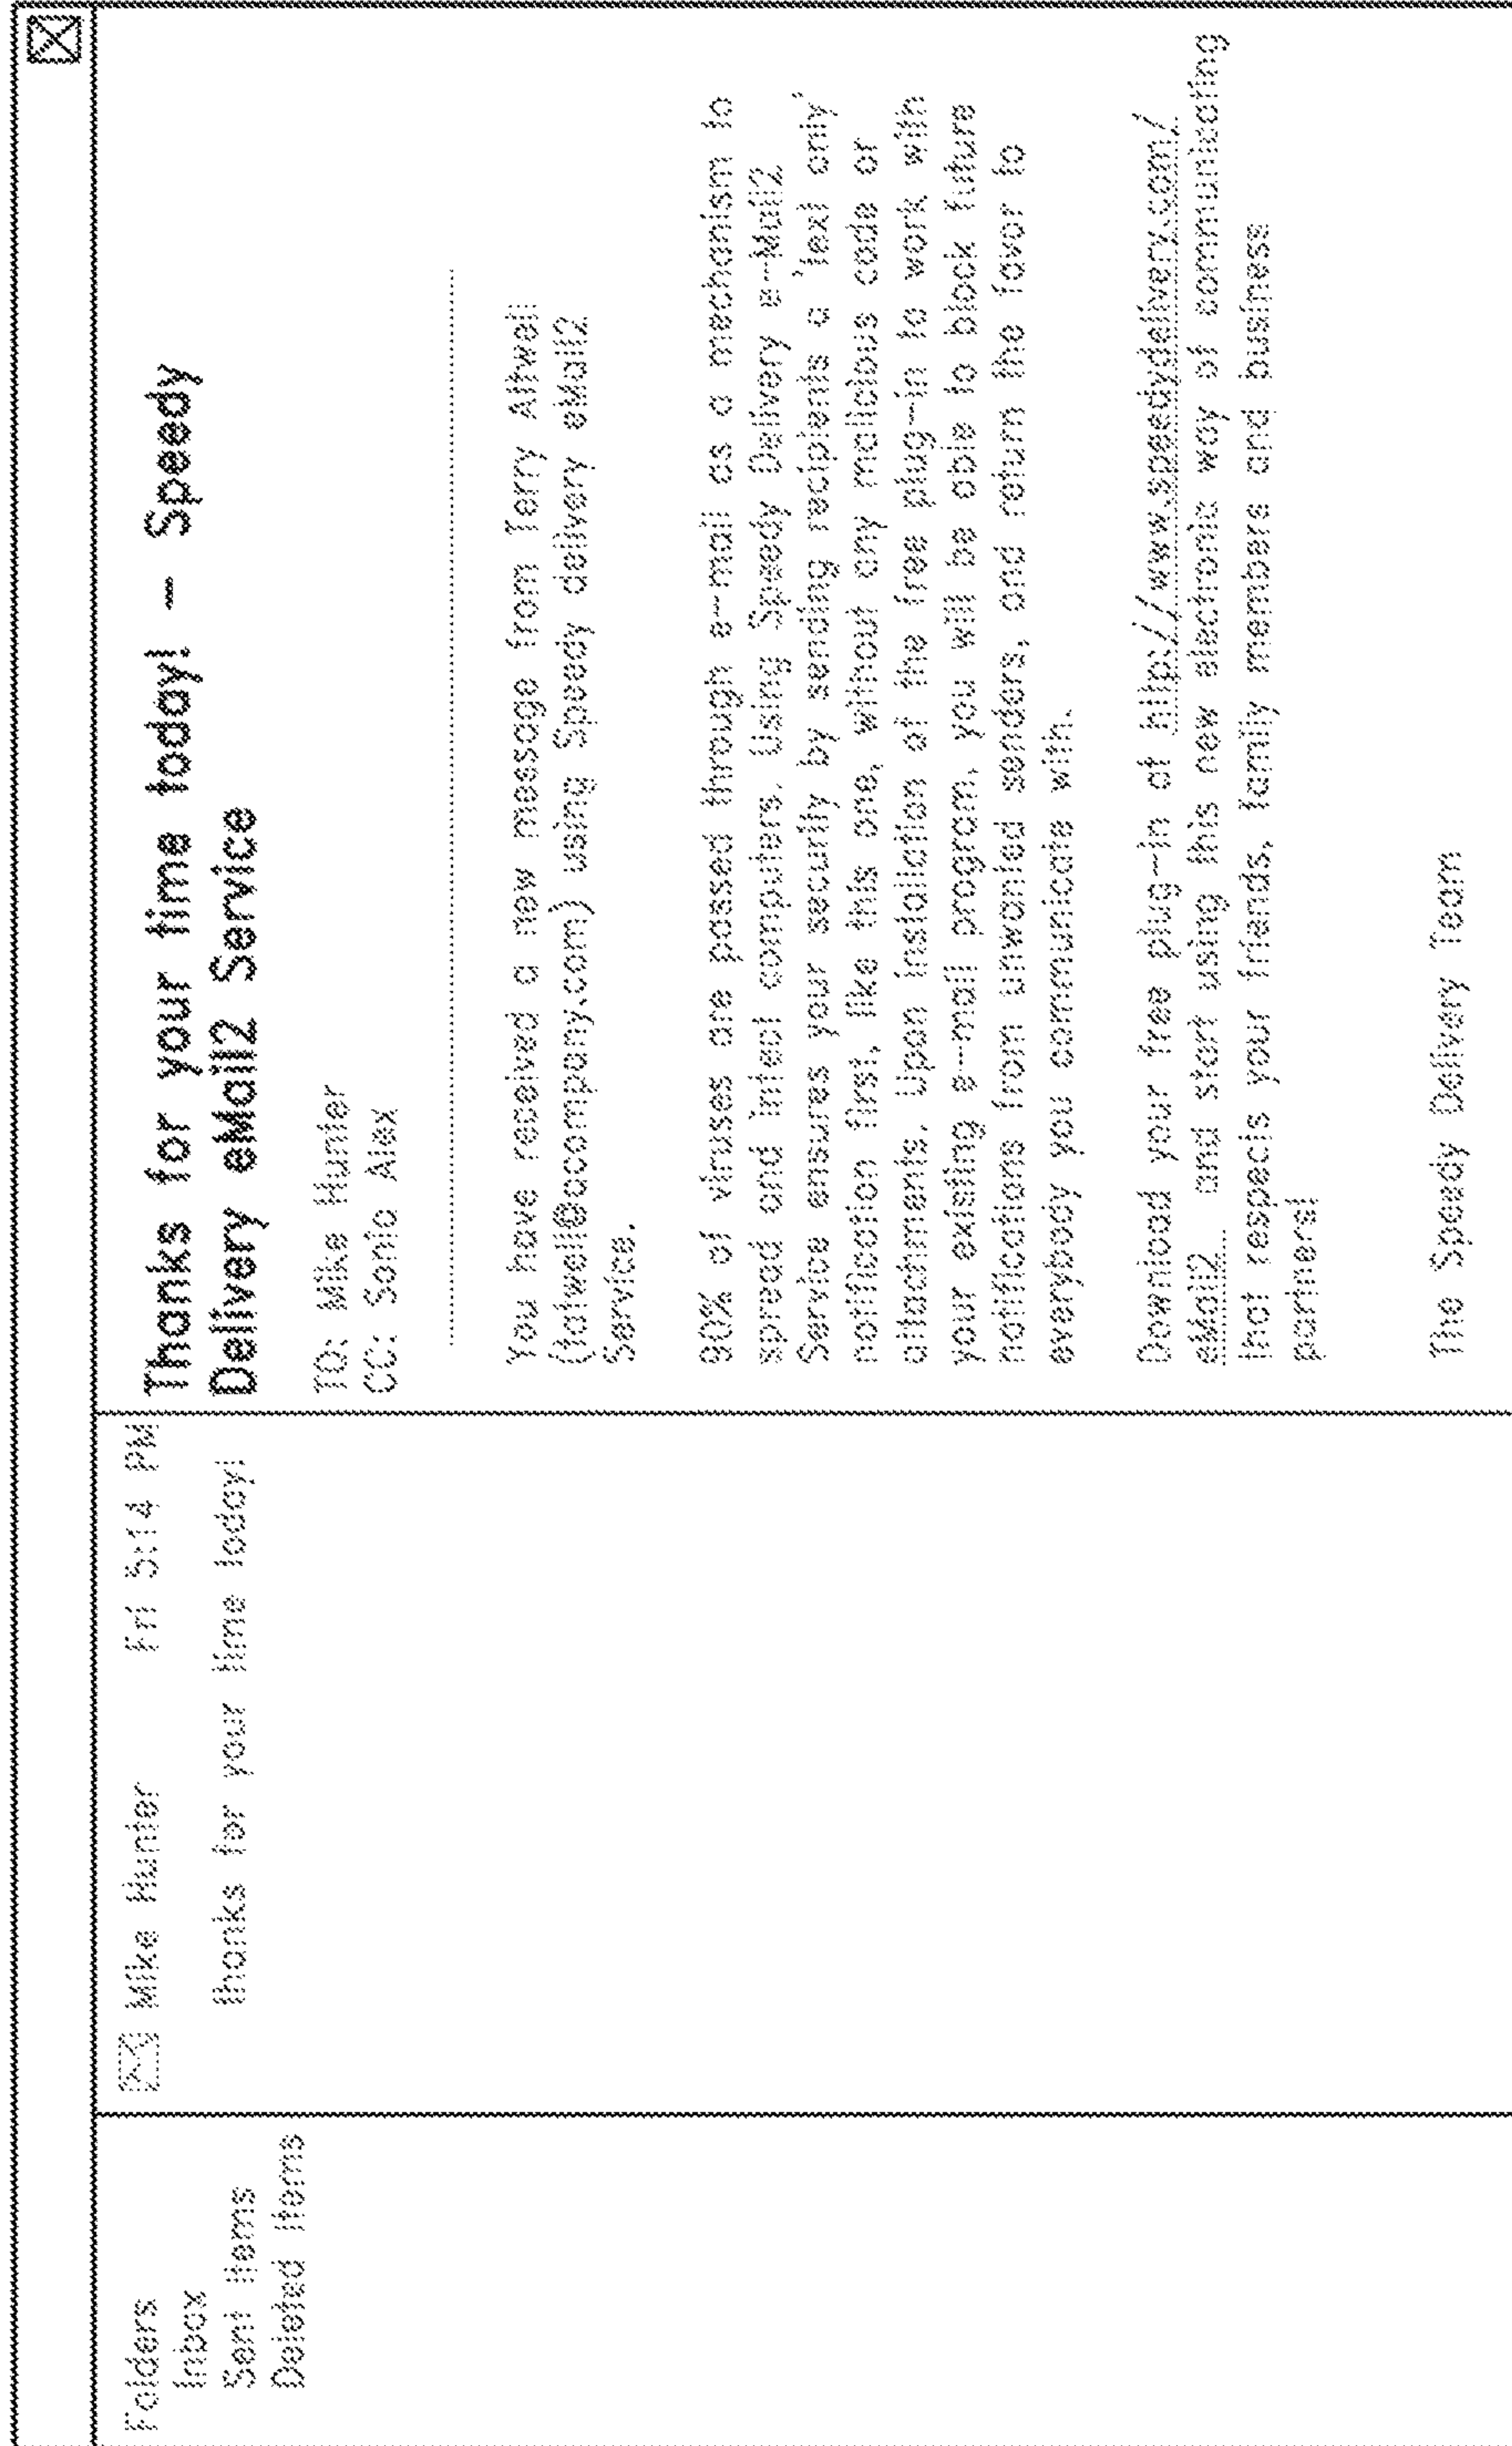 Folders
Inbox
Sent Items
Deleted Items
Mike Hunter Fri 5:14 PM
thanks for your time today!
Thanks for your time today! – Speedy
Delivery eMail2 Service
TO: Mike Hunter
CC: Sonia Alex
You have received a new message from Terry Altwell
(tatwell@accompany.com) using Speedy delivery eMail2
Service.
90% of viruses are passed through e-mail as a mechanism to
spread and infect computers. Using Speedy Delivery e-Mail2
Service ensures your security by sending recipients a 'text only'
notification first, like this one, without any malicious code or
attachments. Upon installation of the free plug-in to work with
your existing e-mail program, you will be able to block future
notifications from unwanted senders, and return the favor to
everybody you communicate with.
Download your free plug-in at http://www.speedydelivery.com/
eMail2 and start using this new electronic way of communicating
that respects your friends, family members and business
partners!
The Speedy Delivery Team